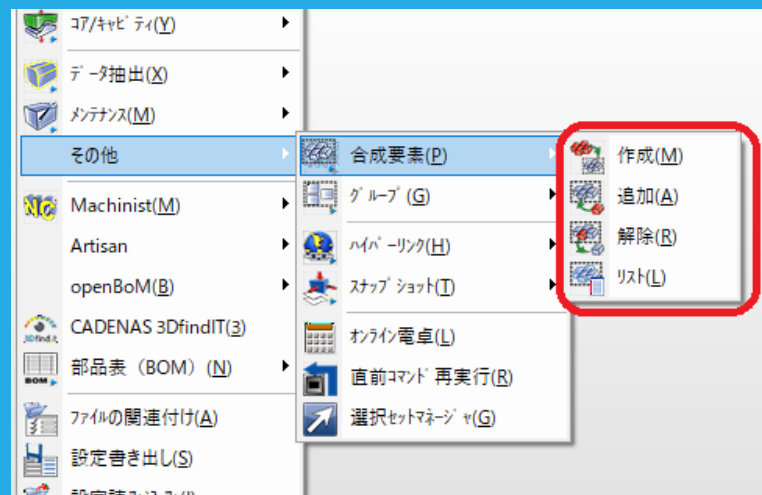 ｺｱ/ｷｬﾋﾞﾃｨ(Y)
ﾃﾞｰﾀ抽出(X)
ﾒﾝﾃﾅﾝｽ(M)
その他
Machinist(M)
Artisan
openBoM(B)
CADENAS 3DfindIT(3)
部品表（BOM）(N)
ﾌｧｲﾙの関連付け(A)
設定書き出し(S)
合成要素(P)
ｸﾞﾙｰﾌﾟ(G)
ﾊｲﾊﾟｰﾘﾝｸ(H)
ｽﾅｯﾌﾟｼｮｯﾄ(T)
ｵﾝﾗｲﾝ電卓(L)
直前ｺﾏﾝﾄﾞ再実行(R)
選択ｾｯﾄﾏﾈｰｼﾞｬ(G)
作成(M)
追加(A)
解除(R)
ﾘｽﾄ(L)